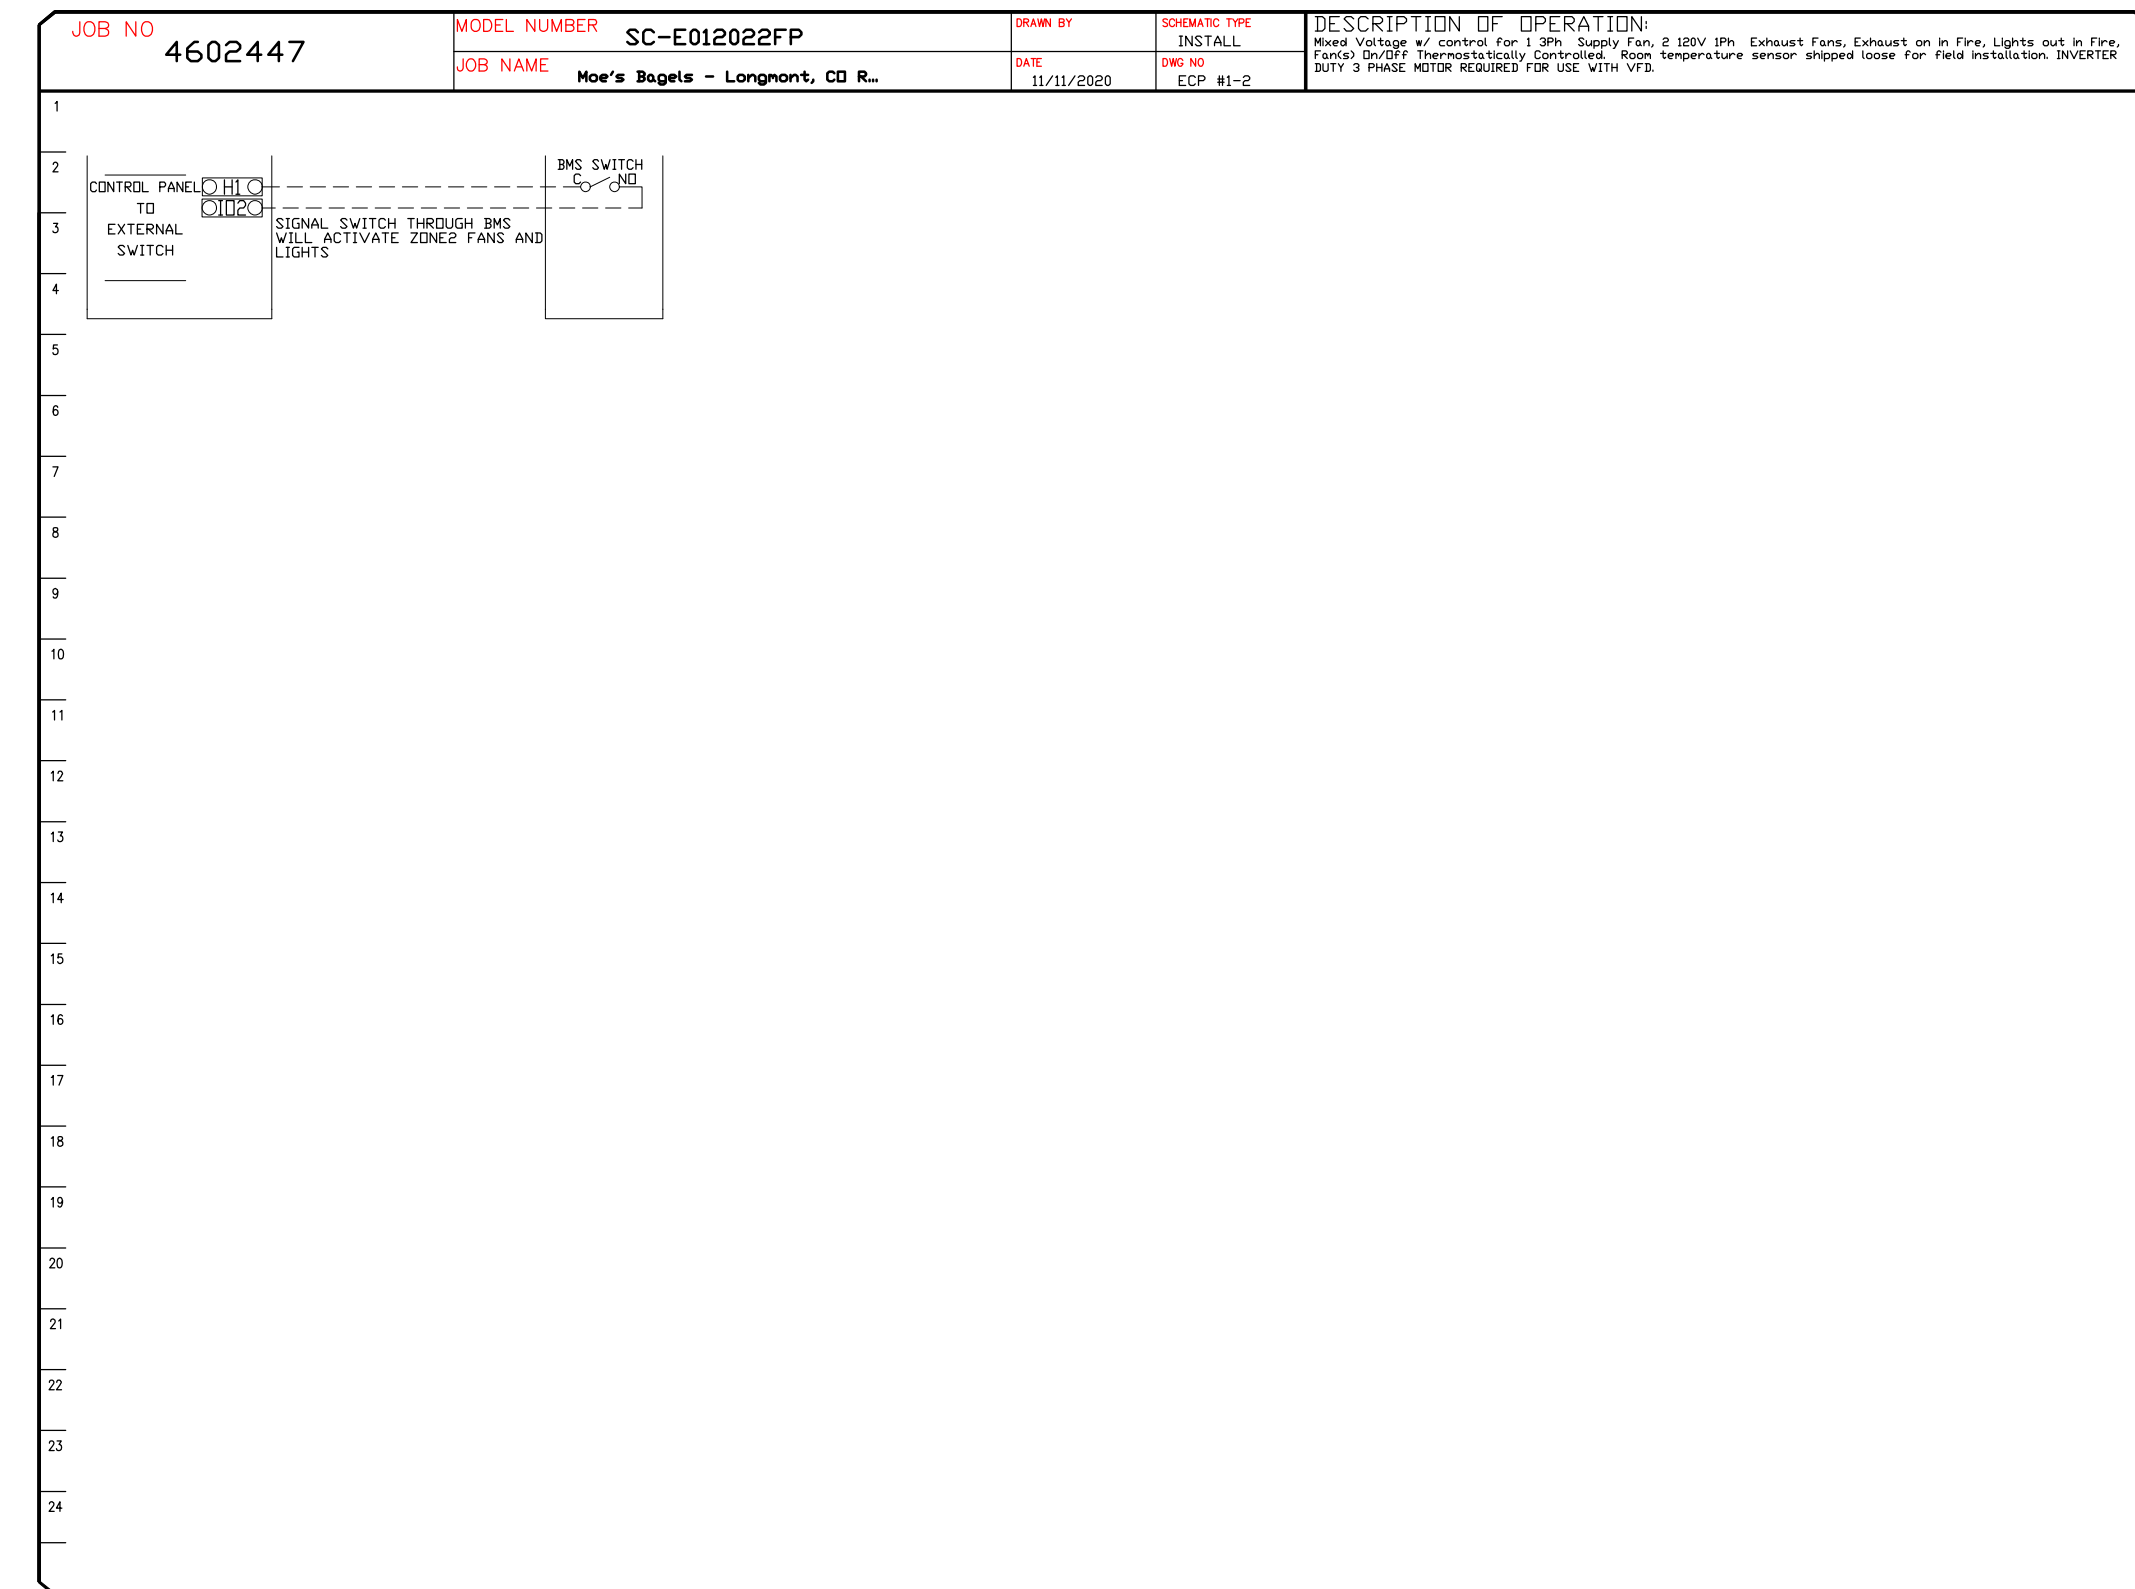 JOB NO
4602447
MODEL NUMBER
SC-E012022FP
JOB NAME
Moe's Bagels - Longmont, CO R...
DRAWN BY
DATE
11/11/2020
SCHEMATIC TYPE
INSTALL
DWG NO
ECP #1-2
DESCRIPTION OF OPERATION:
Mixed Voltage w/ control for 1 3Ph Supply Fan, 2 120V 1Ph Exhaust Fans, Exhaust on in Fire, Lights out in Fire,
Fan(s) On/Off Thermostatically Controlled. Room temperature sensor shipped loose for field installation. INVERTER
DUTY 3 PHASE MOTOR REQUIRED FOR USE WITH VFD.
1
2
3
4
5
6
7
8
9
10
11
12
13
14
15
16
17
18
19
20
21
22
23
24
CONTROL PANEL
TO
EXTERNAL
SWITCH
H1
IO2
SIGNAL SWITCH THROUGH BMS
WILL ACTIVATE ZONE2 FANS AND
LIGHTS
BMS SWITCH
C NO